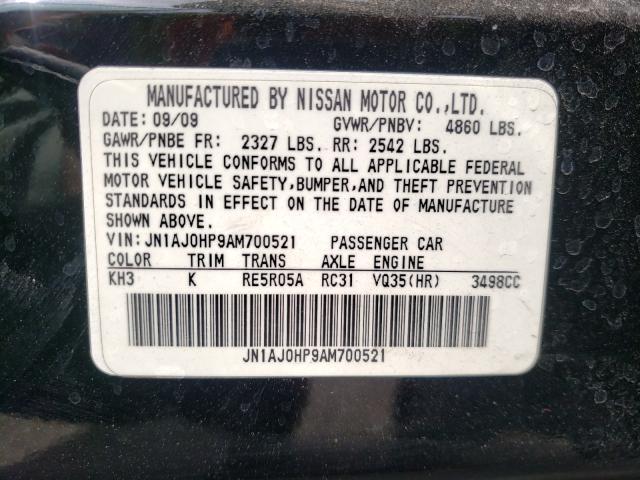 MANUFACTURED BY NISSAN MOTOR CO.,LTD.
DATE: 09/09 GVWR/PNBV: 4860 LBS.
GAWR/PNBE FR: 2327 LBS. RR: 2542 LBS.
THIS VEHICLE CONFORMS TO ALL APPLICABLE FEDERAL
MOTOR VEHICLE SAFETY,BUMPER,AND THEFT PREVENTION
STANDARDS IN EFFECT ON THE DATE OF MANUFACTURE
SHOWN ABOVE.
VIN:JN1AJ0HP9AM700521 PASSENGER CAR
COLOR TRIM TRANS AXLE ENGINE
KH3 K RE5R05A RC31 VQ35(HR) 3498CC
JN1AJ0HP9AM700521